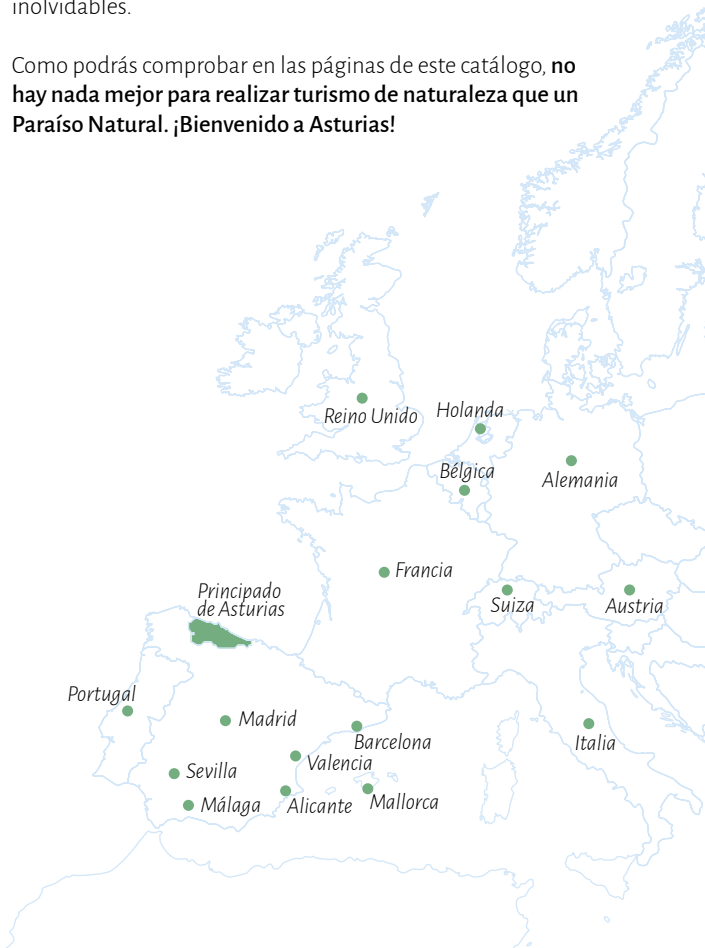 inolvidables.
Como podrás comprobar en las páginas de este catálogo, no
hay nada mejor para realizar turismo de naturaleza que un
Paraíso Natural. ¡Bienvenido a Asturias!
Reino Unido
Holanda
Bélgica
Alemania
Francia
Principado
de Asturias
Suiza
Austria
Portugal
Madrid
Barcelona
Italia
Valencia
Sevilla
Málaga
Alicante
Mallorca